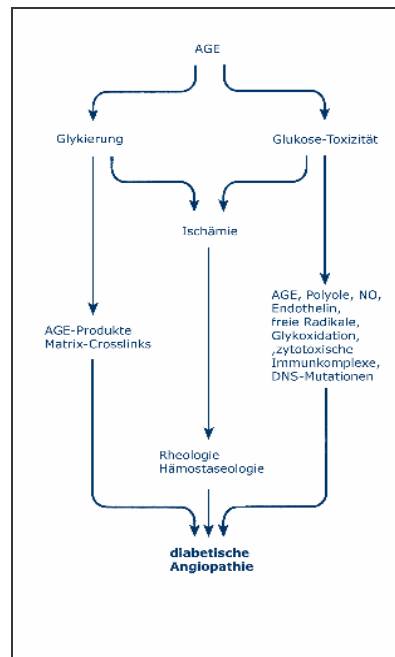 AGE
Glykierung
Glukose-Toxizität
Ischämie
AGE-Produkte
Matrix-Crosslinks
AGE, Polyole, NO,
Endothelin,
freie Radikale,
Glykoxidation,
,zytotoxische
Immunkomplexe,
DNS-Mutationen
Rheologie
Hämostaseologie
diabetische
Angiopathie